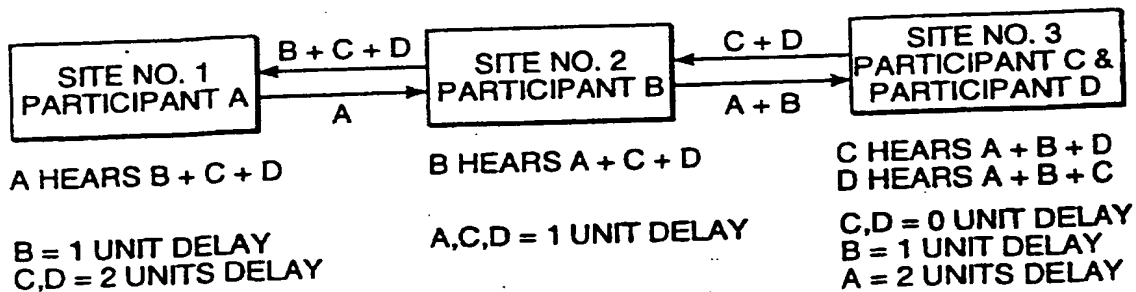 SITE NO. 1
PARTICIPANT A
B + C + D
A
SITE NO. 2
PARTICIPANT B
C + D
A + B
SITE NO. 3
PARTICIPANT C &
PARTICIPANT D
A HEARS B + C + D
B = 1 UNIT DELAY
C,D = 2 UNITS DELAY
B HEARS A + C + D
A,C,D = 1 UNIT DELAY
C HEARS A + B + D
D HEARS A + B + C
C,D = 0 UNIT DELAY
B = 1 UNIT DELAY
A = 2 UNITS DELAY